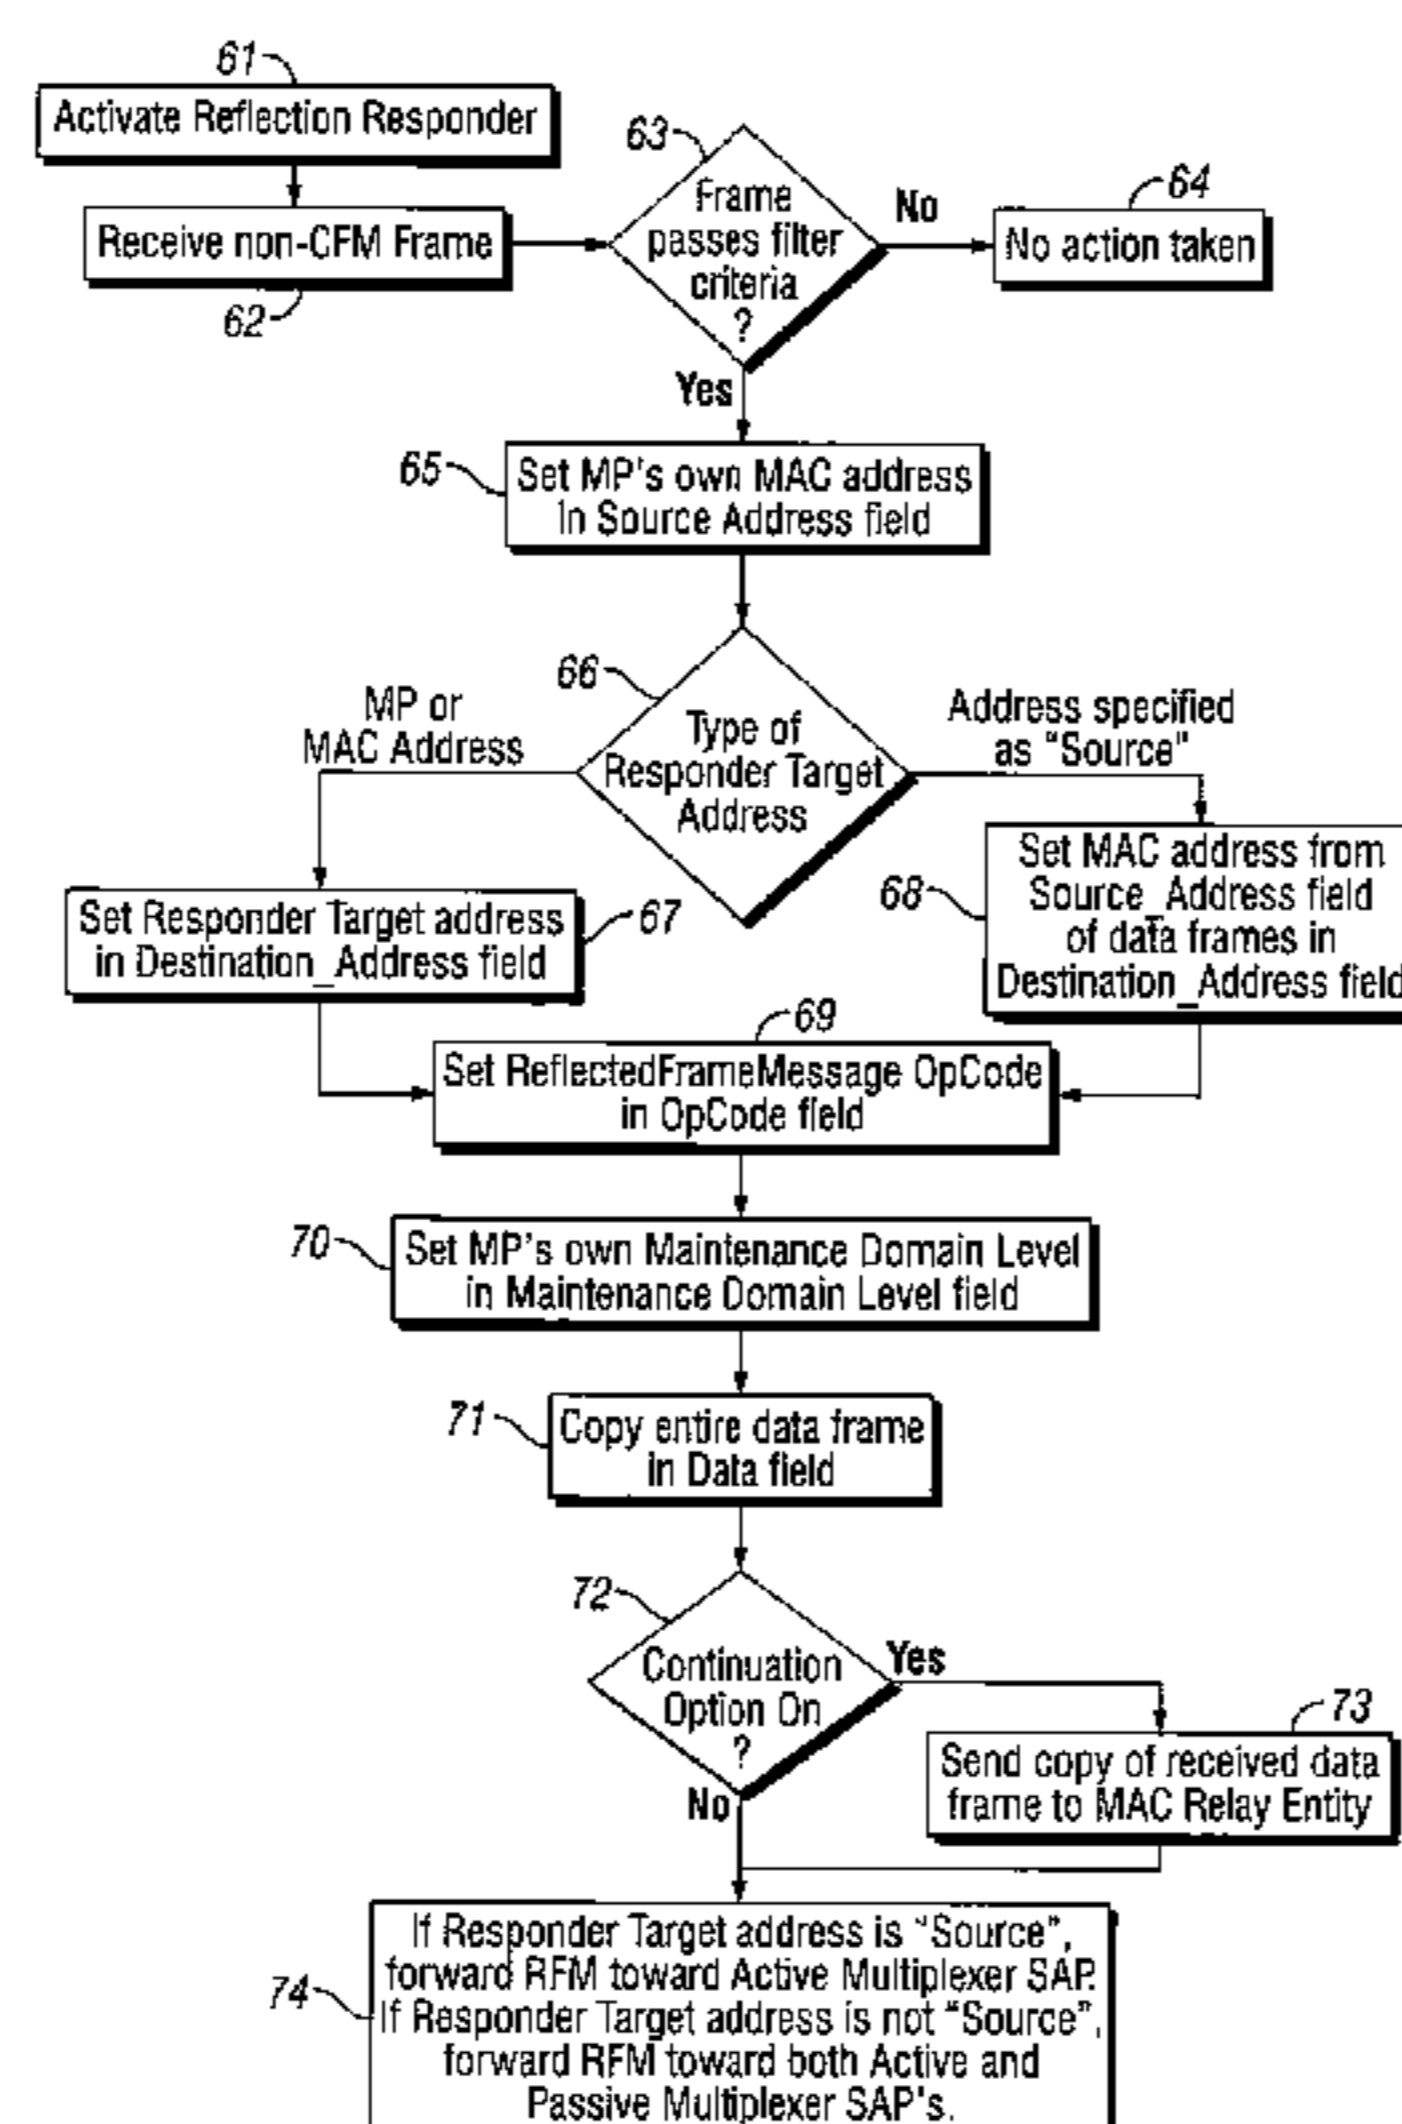 61
Activate Reflection Responder
Receive non-CFM Frame
62
63
Frame
passes filter
criteria
?
No
64
No action taken
Yes
65
Set MP's own MAC address
in Source Address field
66
Type of
Responder Target
Address
MP or
MAC Address
Address specified
as "Source"
Set Responder Target address
in Destination_Address field
67
68
Set MAC address from
Source_Address field
of data frames in
Destination_Address field
69
Set ReflectedFrameMessage OpCode
in OpCode field
70
Set MP's own Maintenance Domain Level
in Maintenance Domain Level field
71
Copy entire data frame
in Data field
72
Continuation
Option On
?
Yes
No
73
Send copy of received data
frame to MAC Relay Entity
74
If Responder Target address is "Source",
forward RFM toward Active Multiplexer SAP.
If Responder Target address is not "Source",
forward RFM toward both Active and
Passive Multiplexer SAP's.